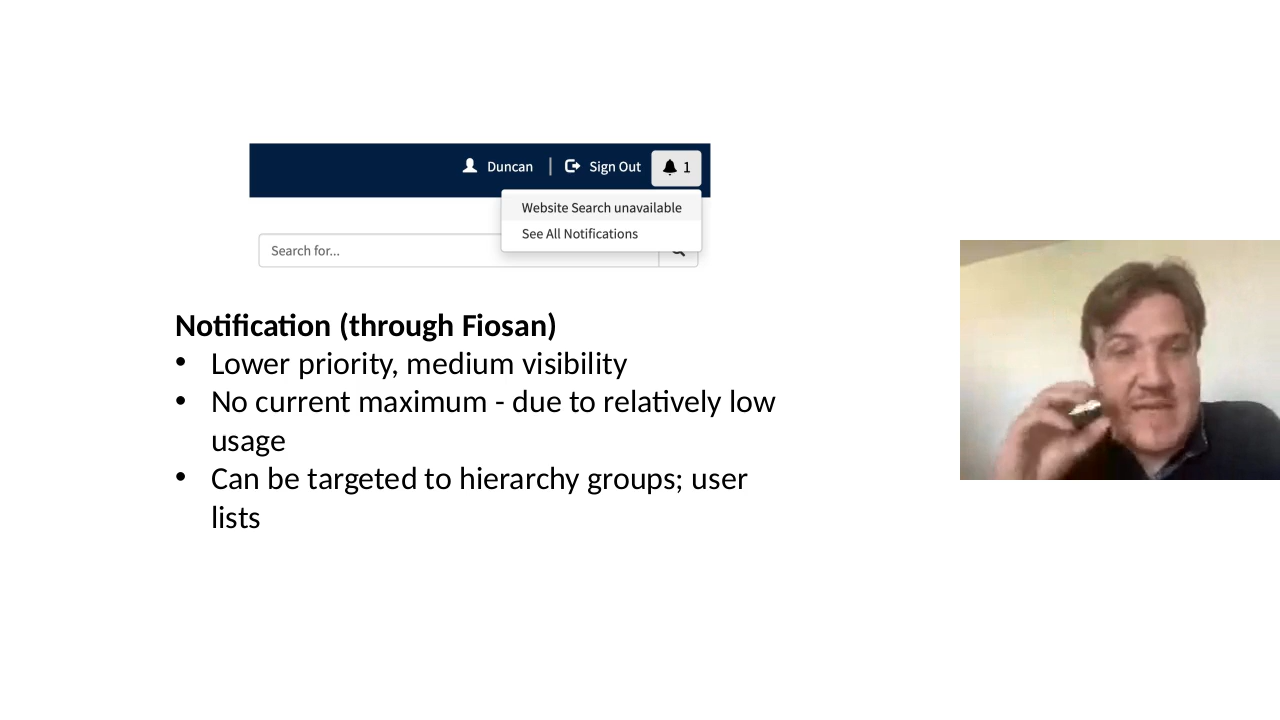 Duncan | Sign Out 1
Website Search unavailable
See All Notifications
Search for...
Notification (through Fiosan)
• Lower priority, medium visibility
• No current maximum - due to relatively low
usage
• Can be targeted to hierarchy groups; user
lists